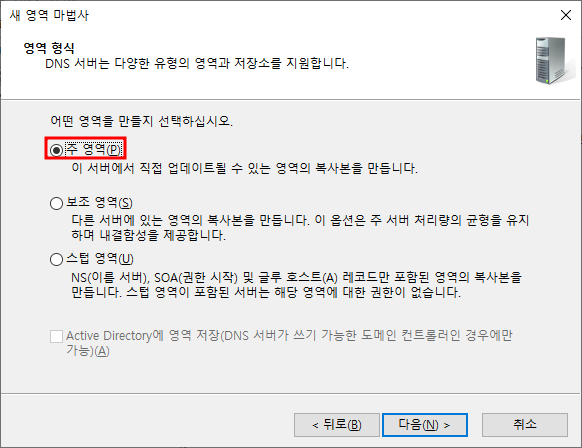 새 영역 마법사
영역 형식
DNS 서버는 다양한 유형의 영역과 저장소를 지원합니다.
어떤 영역을 만들지 선택하십시오.
주 영역(P)
이 서버에서 직접 업데이트될 수 있는 영역의 복사본을 만듭니다.
보조 영역(S)
다른 서버에 있는 영역의 복사본을 만듭니다. 이 옵션은 주 서버 처리량의 균형을 유지
하며 내결함성을 제공합니다.
스텁 영역(U)
NS(이름 서버), SOA(권한 시작) 및 글루 호스트(A) 레코드만 포함된 영역의 복사본을
만듭니다. 스텁 영역이 포함된 서버는 해당 영역에 대한 권한이 없습니다.
Active Directory에 영역 저장(DNS 서버가 쓰기 가능한 도메인 컨트롤러인 경우에만
가능)(A)
< 뒤로(B) 다음(N) > 취소